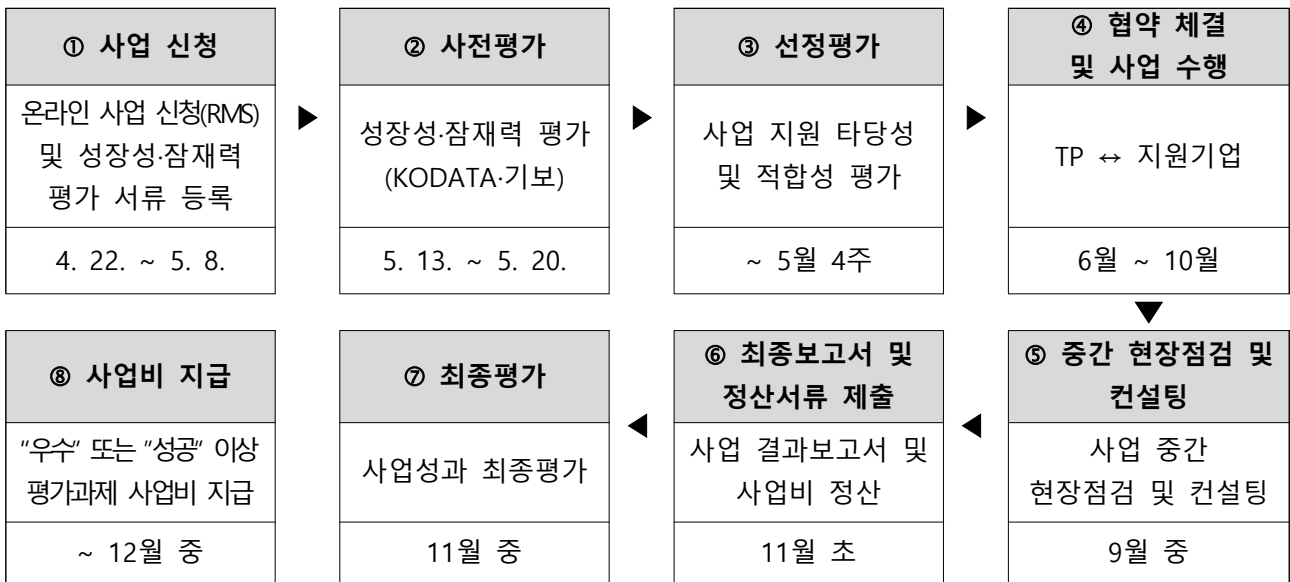 ① 사업 신청
온라인 사업 신청(RMS)
및 성장성·잠재력
평가 서류 등록
4. 22. ~ 5. 8.
▶
② 사전평가
성장성·잠재력 평가
(KODATA·기보)
5. 13. ~ 5. 20.
▶
③ 선정평가
사업 지원 타당성
및 적합성 평가
~ 5월 4주
▶
④ 협약 체결
및 사업 수행
TP ↔ 지원기업
6월 ~ 10월
▼
⑤ 중간 현장점검 및
컨설팅
사업 중간
현장점검 및 컨설팅
9월 중
◀
⑥ 최종보고서 및
정산서류 제출
사업 결과보고서 및
사업비 정산
11월 초
◀
⑦ 최종평가
사업성과 최종평가
11월 중
⑧ 사업비 지급
"우수" 또는 "성공" 이상
평가과제 사업비 지급
~ 12월 중